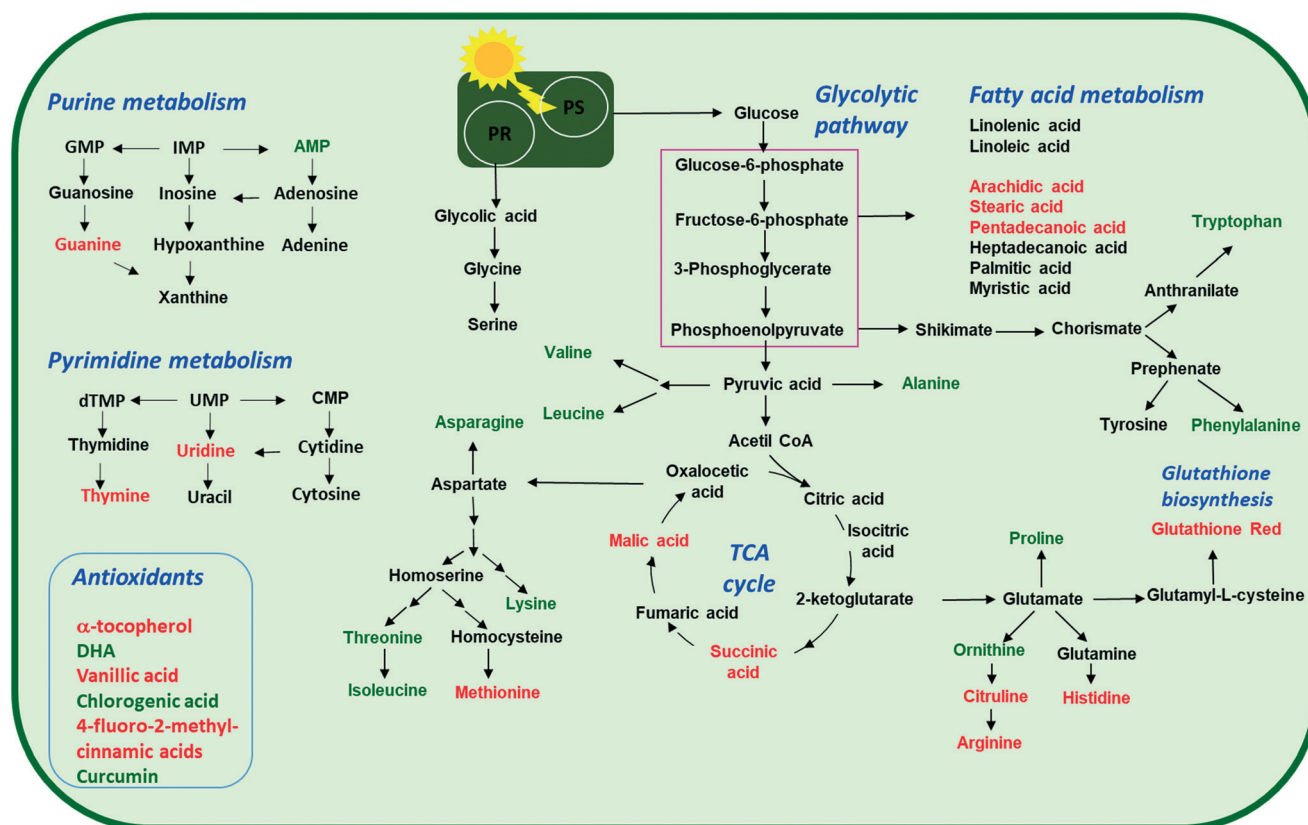 Purine metabolism
GMP
IMP
AMP
Guanosine
Inosine
Adenosine
Guanine
Hypoxanthine
Adenine
Xanthine
Pyrimidine metabolism
dTMP
UMP
CMP
Thymidine
Uridine
Cytidine
Thymine
Uracil
Cytosine
Antioxidants
α-tocopherol
DHA
Vanillic acid
Chlorogenic acid
4-fluoro-2-methyl-
cinnamic acids
Curcumin
PS
PR
Glycolic acid
Glycine
Serine
Glycolytic
pathway
Glucose
Glucose-6-phosphate
Fructose-6-phosphate
3-Phosphoglycerate
Phosphoenolpyruvate
Pyruvic acid
Valine
Leucine
Alanine
Acetil CoA
Fatty acid metabolism
Linolenic acid
Linoleic acid
Arachidic acid
Stearic acid
Pentadecanoic acid
Heptadecanoic acid
Palmitic acid
Myristic acid
Shikimate
Chorismate
Anthranilate
Tryptophan
Prephenate
Tyrosine
Phenylalanine
Asparagine
Aspartate
Homoserine
Lysine
Threonine
Homocysteine
Isoleucine
Methionine
TCA
cycle
Oxalocetic
acid
Citric acid
Isocitric
acid
2-ketoglutarate
Succinic
acid
Fumaric acid
Malic acid
Glutathione
biosynthesis
Glutathione Red
Glutamyl-L-cysteine
Proline
Glutamate
Ornithine
Glutamine
Citruline
Histidine
Arginine